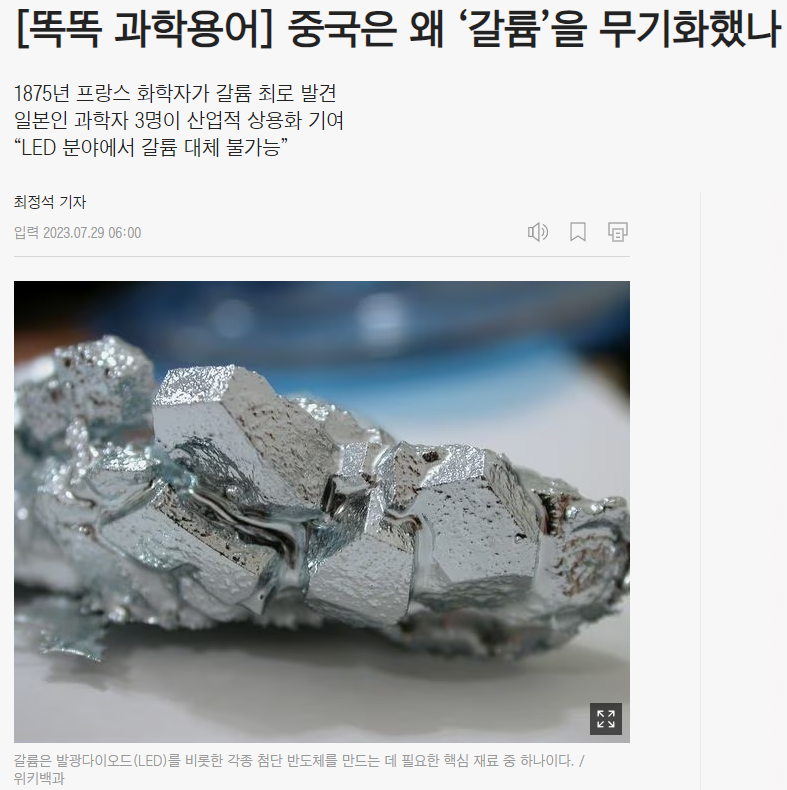 [똑똑 과학용어] 중국은 왜 ‘갈륨’을 무기화했나
1875년 프랑스 화학자가 갈륨 최로 발견
일본인 과학자 3명이 산업적 상용화 기여
“LED 분야에서 갈륨 대체 불가능”
최정석 기자
입력 2023.07.29 06:00
갈륨은 발광다이오드(LED)를 비롯한 각종 첨단 반도체를 만드는 데 필요한 핵심 재료 중 하나이다. /
위키백과